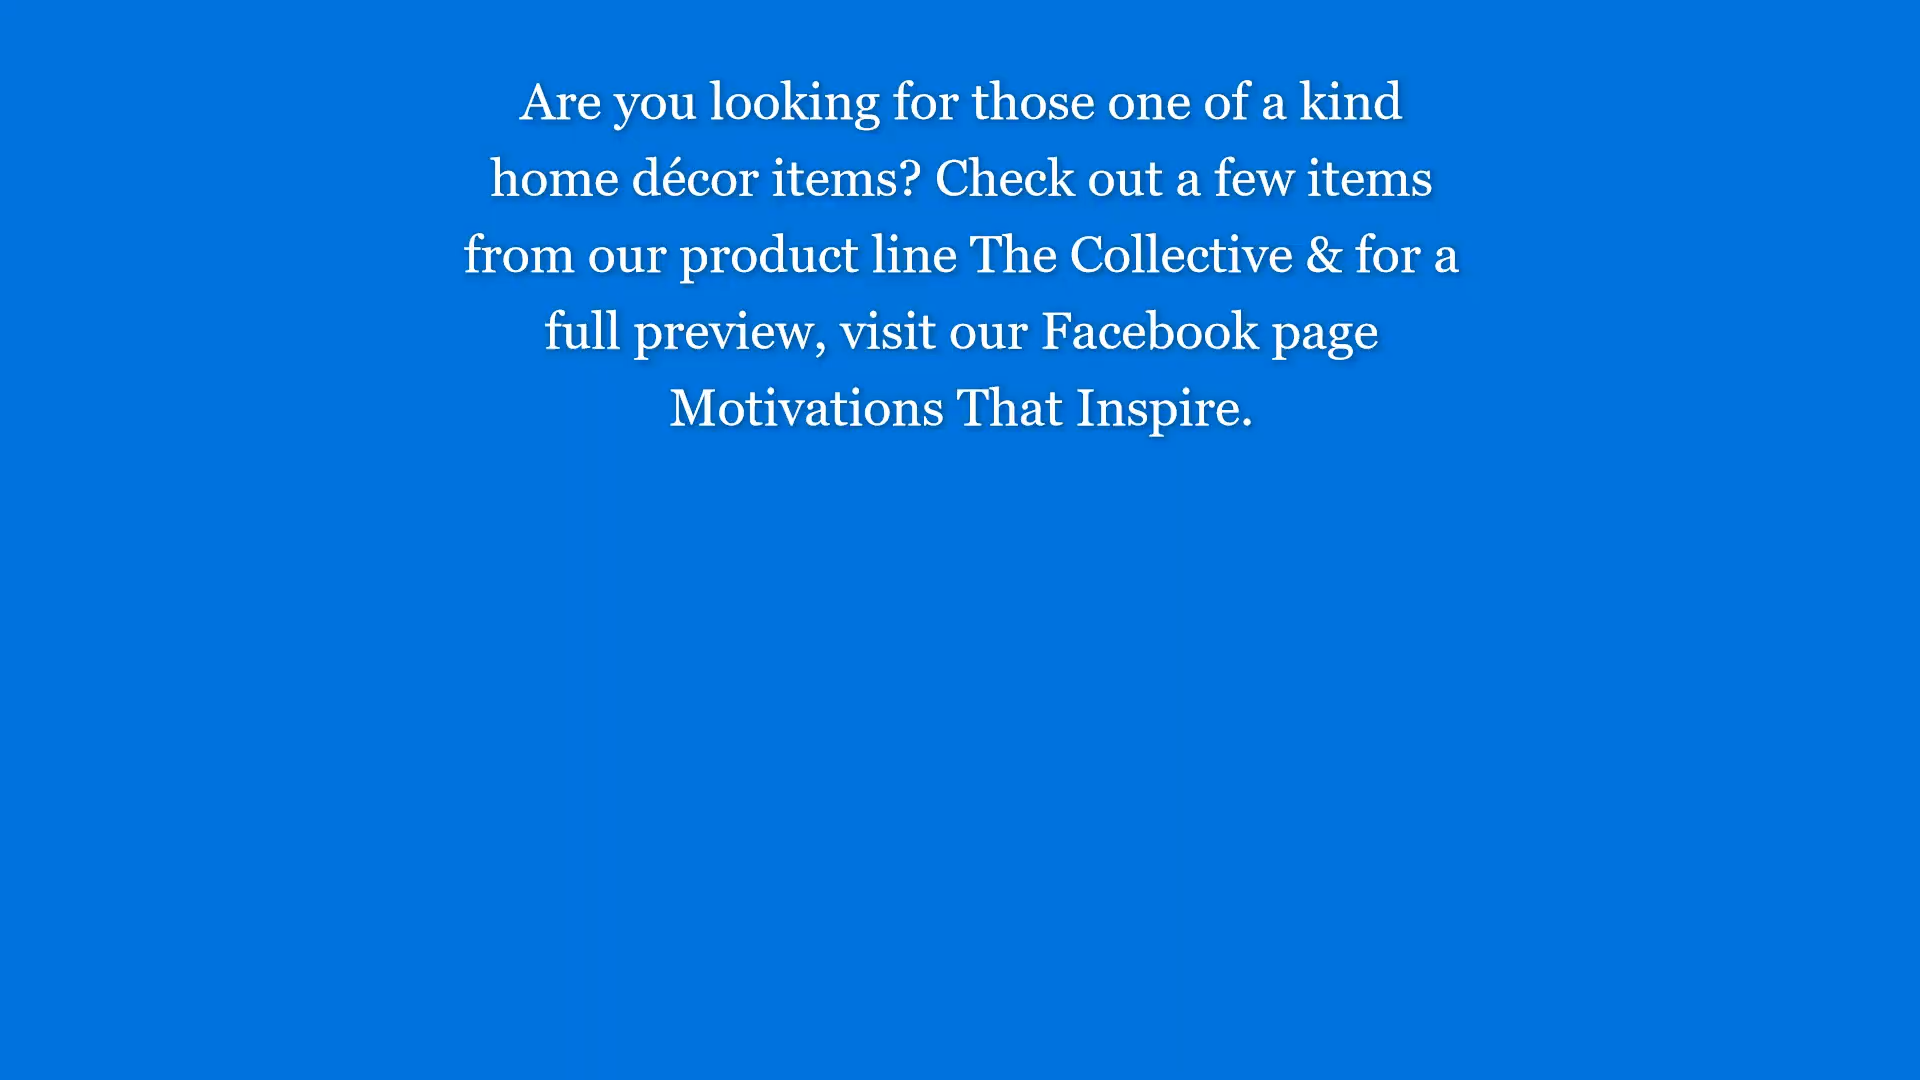 Are you looking for those one of a kind
home décor items? Check out a few items
from our product line The Collective & for a
full preview, visit our Facebook page
Motivations That Inspire.